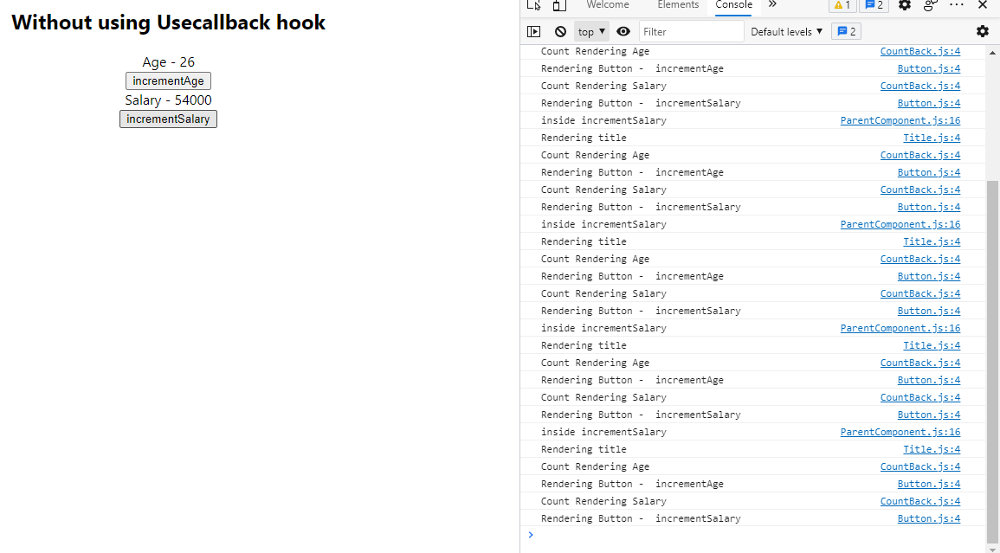 Without using Usecallback hook
Age - 26
incrementAge
Salary - 54000
incrementSalary
Welcome Elements Console » 1 2
top ▼ Filter Default levels ▼ 2
Count Rendering Age CountBack.js:4
Rendering Button - incrementAge Button.js:4
Count Rendering Salary CountBack.js:4
Rendering Button - incrementSalary Button.js:4
inside incrementSalary ParentComponent.js:16
Rendering title Title.js:4
Count Rendering Age CountBack.js:4
Rendering Button - incrementAge Button.js:4
Count Rendering Salary CountBack.js:4
Rendering Button - incrementSalary Button.js:4
inside incrementSalary ParentComponent.js:16
Rendering title Title.js:4
Count Rendering Age CountBack.js:4
Rendering Button - incrementAge Button.js:4
Count Rendering Salary CountBack.js:4
Rendering Button - incrementSalary Button.js:4
inside incrementSalary ParentComponent.js:16
Rendering title Title.js:4
Count Rendering Age CountBack.js:4
Rendering Button - incrementAge Button.js:4
Count Rendering Salary CountBack.js:4
Rendering Button - incrementSalary Button.js:4
inside incrementSalary ParentComponent.js:16
Rendering title Title.js:4
Count Rendering Age CountBack.js:4
Rendering Button - incrementAge Button.js:4
Count Rendering Salary CountBack.js:4
Rendering Button - incrementSalary Button.js:4